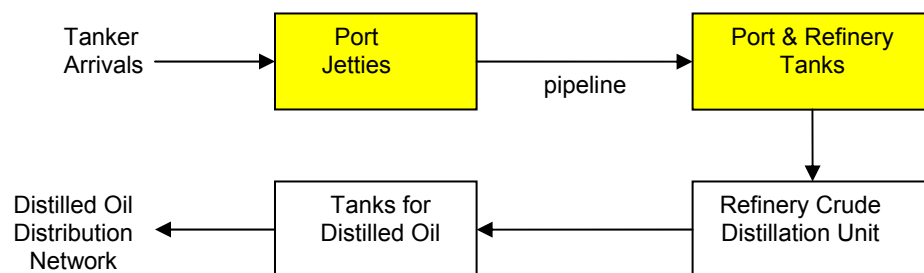 Tanker
Arrivals
Port
Jetties
pipeline
Port & Refinery
Tanks
Distilled Oil
Distribution
Network
Tanks for
Distilled Oil
Refinery Crude
Distillation Unit